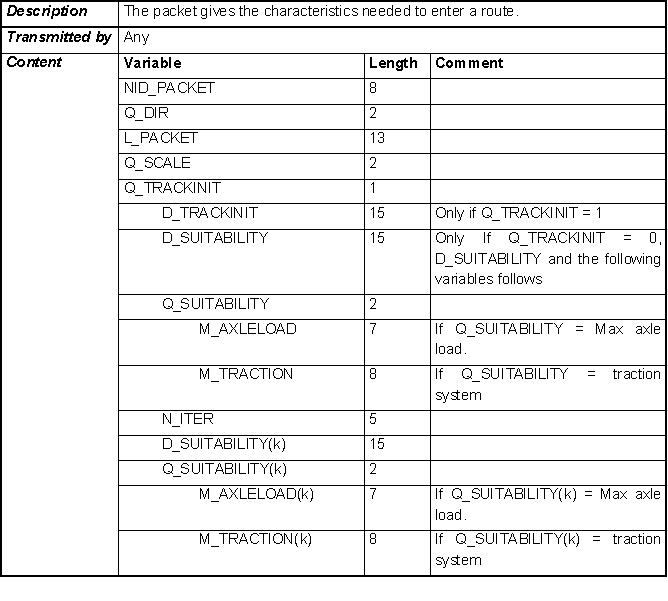 Description The packet gives the characteristics needed to enter a route.
Transmitted by Any
Content Variable Length Comment
NID_PACKET 8
Q_DIR 2
L_PACKET 13
Q_SCALE 2
Q_TRACKINIT 1
D_TRACKINIT 15 Only if Q_TRACKINIT = 1
D_SUITABILITY 15 Only If Q_TRACKINIT = 0,
D_SUITABILITY and the following
variables follows
Q_SUITABILITY 2
M_AXLELOAD 7 If Q_SUITABILITY = Max axle
load.
M_TRACTION 8 If Q_SUITABILITY = traction
system
N_ITER 5
D_SUITABILITY(k) 15
Q_SUITABILITY(k) 2
M_AXLELOAD(k) 7 If Q_SUITABILITY(k) = Max axle
load.
M_TRACTION(k) 8 If Q_SUITABILITY(k) = traction
system